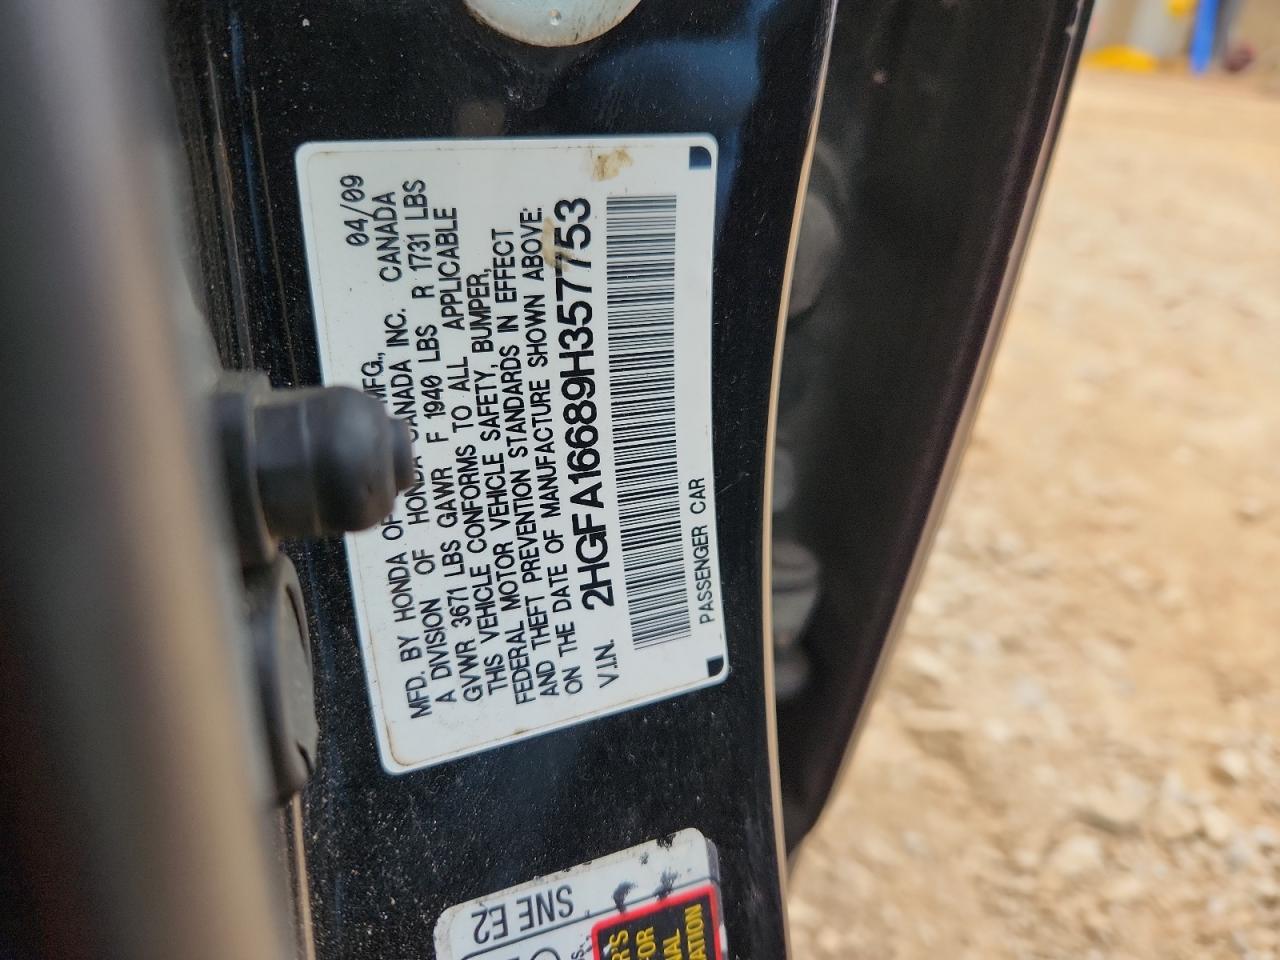 04/09
MFD. BY HONDA OF MFG.,
A DIVISION OF HONDA CANADA INC. CANADA
GVWR 3671 LBS GAWR F 1940 LBS R 1731 LBS
THIS VEHICLE CONFORMS TO ALL APPLICABLE
FEDERAL MOTOR VEHICLE SAFETY, BUMPER,
AND THEFT PREVENTION STANDARDS IN EFFECT
ON THE DATE OF MANUFACTURE SHOWN ABOVE:
V.I.N. 2HGFA16689H357753
PASSENGER CAR
SNE E2